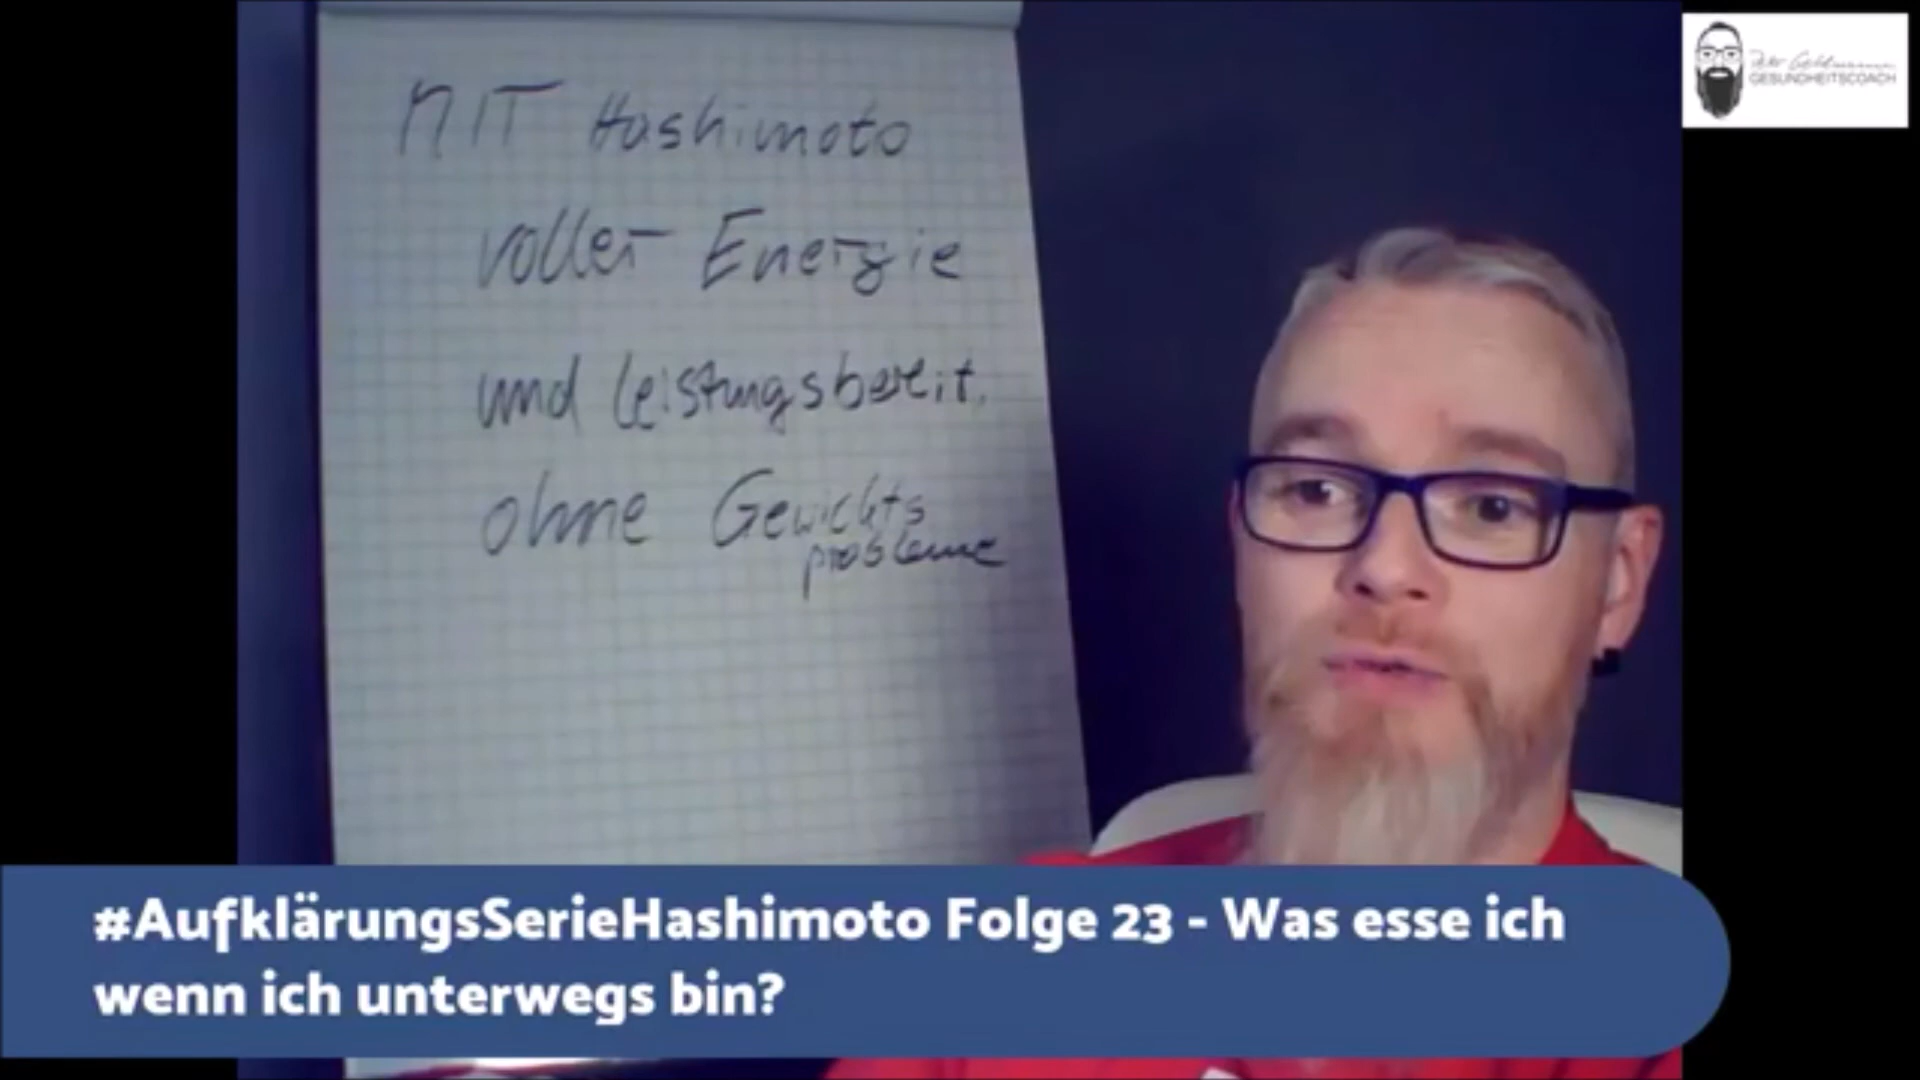 MIT Hashimoto
voller Energie
und leistungsbereit.
ohne Gewichts
probleme
GESUNDHEITSCOACH
#AufklärungsSerieHashimoto Folge 23 - Was esse ich
wenn ich unterwegs bin?